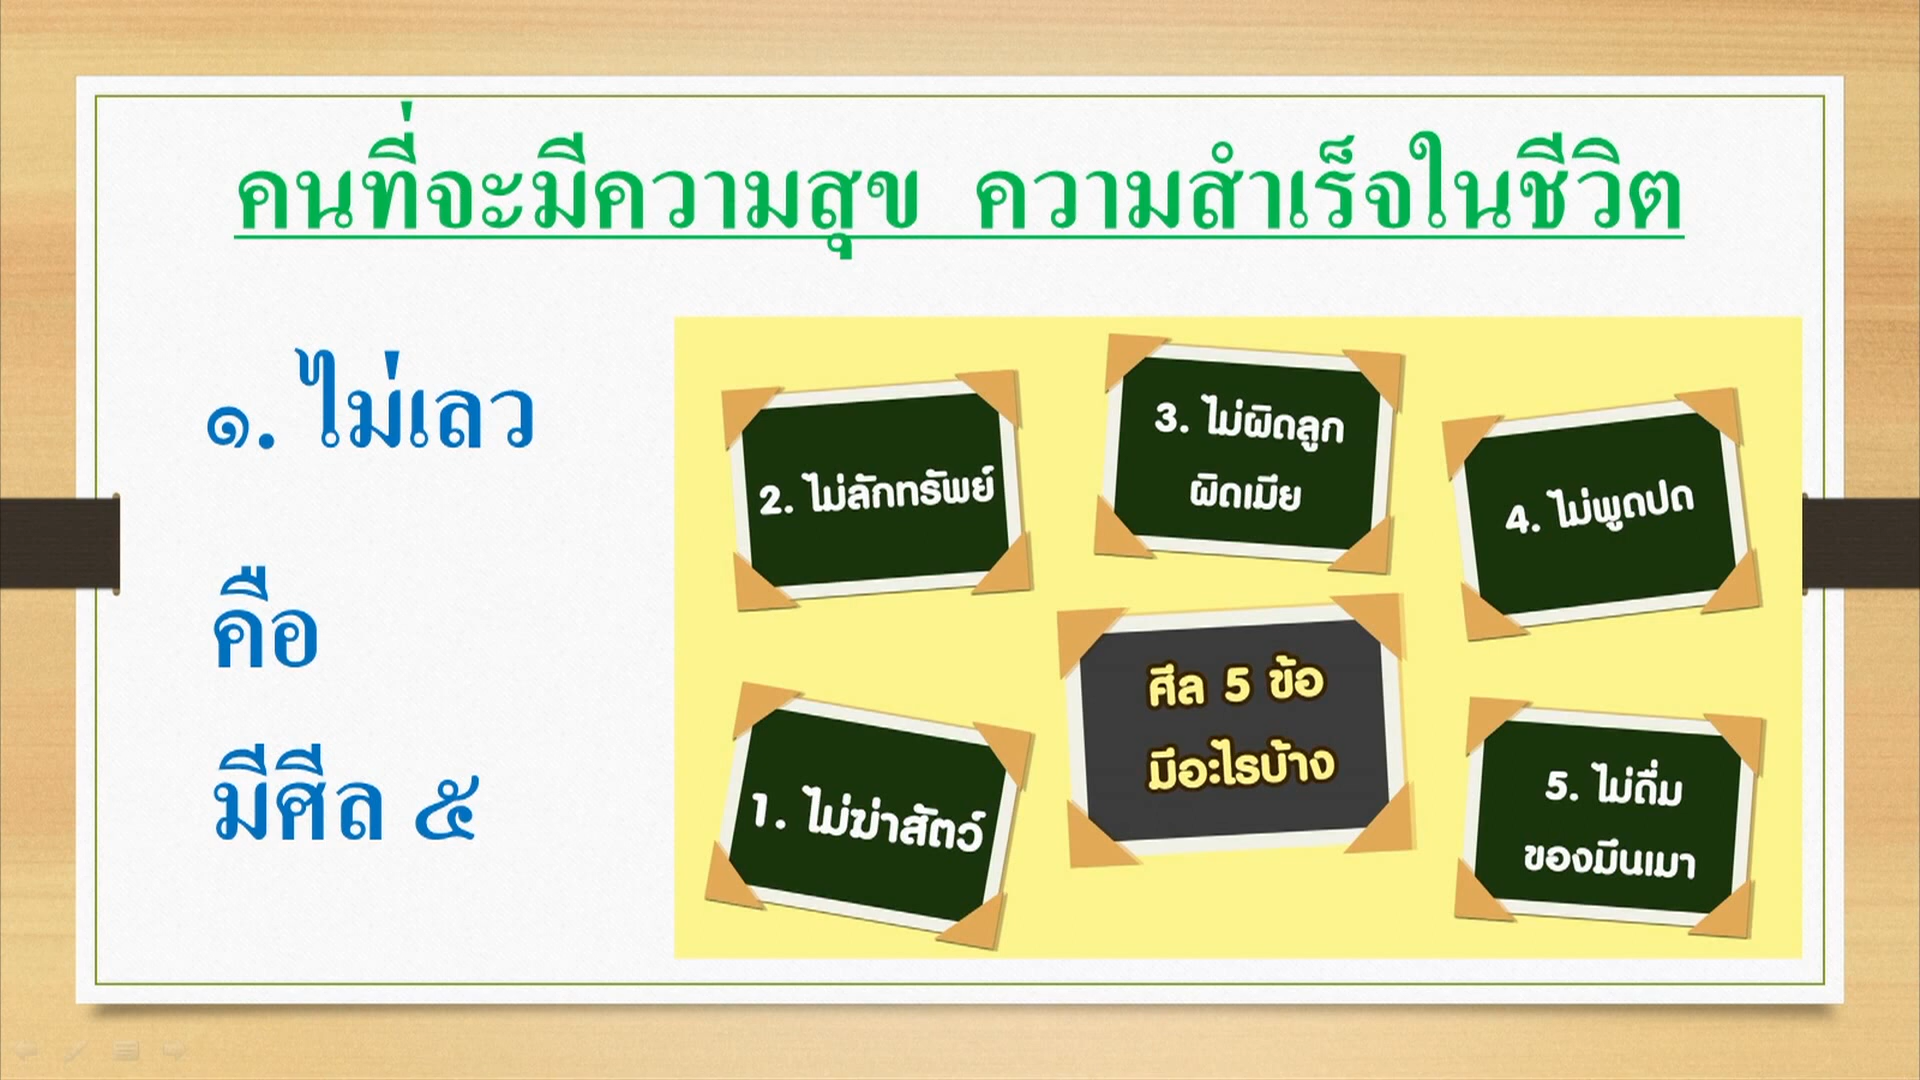 คนที่จะมีความสุข ความสำเร็จในชีวิต
๑. ไม่เลว
คือ
มีศีล ๕
1. ไม่ฆ่าสัตว์
2. ไม่ลักทรัพย์
3. ไม่ผิดลูก
ผิดเมีย
4. ไม่พูดปด
5. ไม่ดื่ม
ของมึนเมา
ศีล 5 ข้อ
มีอะไรบ้าง